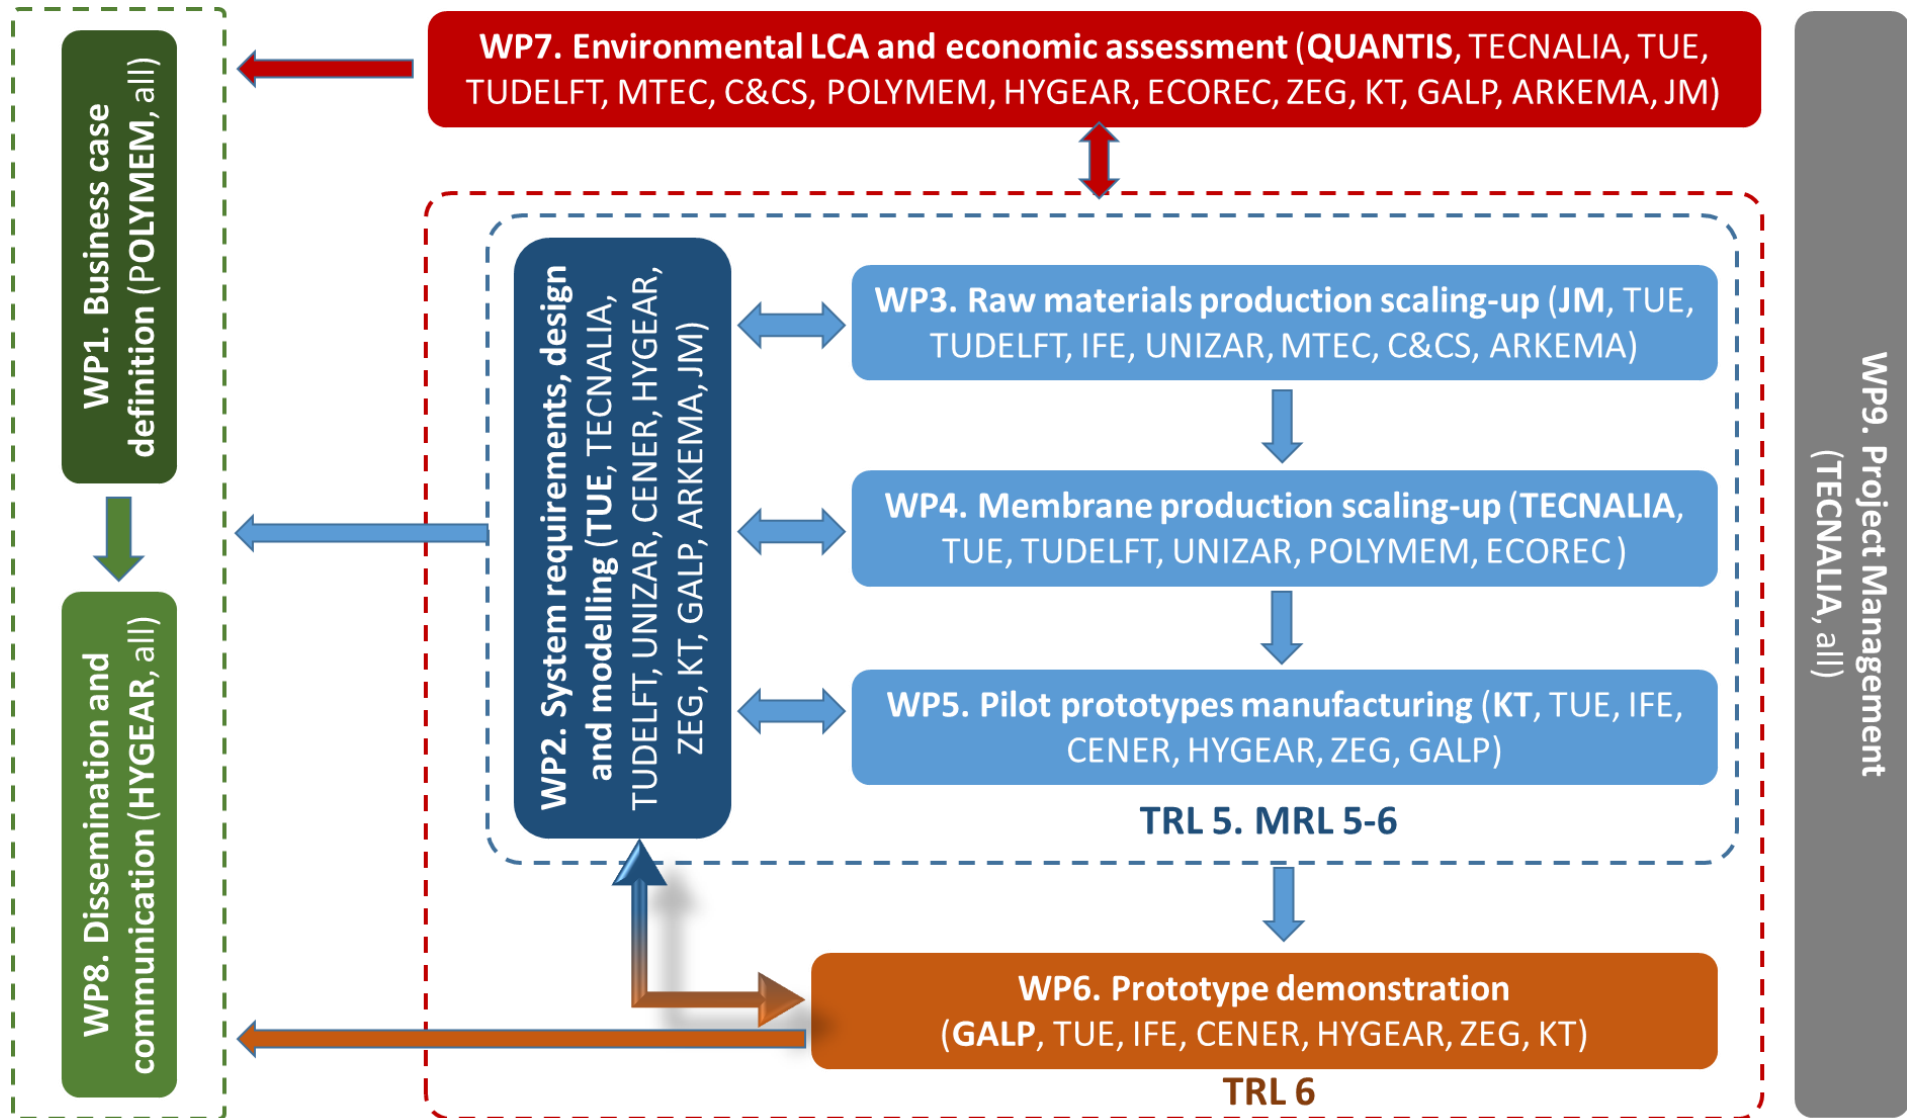 WP1. Business case
definition (POLYMEM, all)
WP8. Dissemination and
communication (HYGEAR, all)
WP7. Environmental LCA and economic assessment (QUANTIS, TECNALIA, TUE,
TUDELFT, MTEC, C&CS, POLYMEM, HYGEAR, ECOREC, ZEG, KT, GALP, ARKEMA, JM)
WP2. System requirements, design
and modelling (TUE, TECNALIA,
TUDELFT, UNIZAR, CENER, HYGEAR,
ZEG, KT, GALP, ARKEMA, JM)
WP3. Raw materials production scaling-up (JM, TUE,
TUDELFT, IFE, UNIZAR, MTEC, C&CS, ARKEMA)
WP4. Membrane production scaling-up (TECNALIA,
TUE, TUDELFT, UNIZAR, POLYMEM, ECOREC )
WP5. Pilot prototypes manufacturing (KT, TUE, IFE,
CENER, HYGEAR, ZEG, GALP)
TRL 5. MRL 5-6
WP6. Prototype demonstration
(GALP, TUE, IFE, CENER, HYGEAR, ZEG, KT)
TRL 6
WP9. Project Management
(TECNALIA, all)